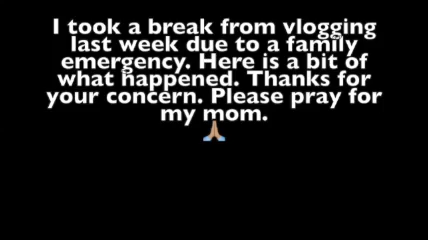 I took a break from vlogging
last week due to a family
emergency. Here is a bit of
what happened. Thanks for
your concern. Please pray for
my mom.
🙏🏼